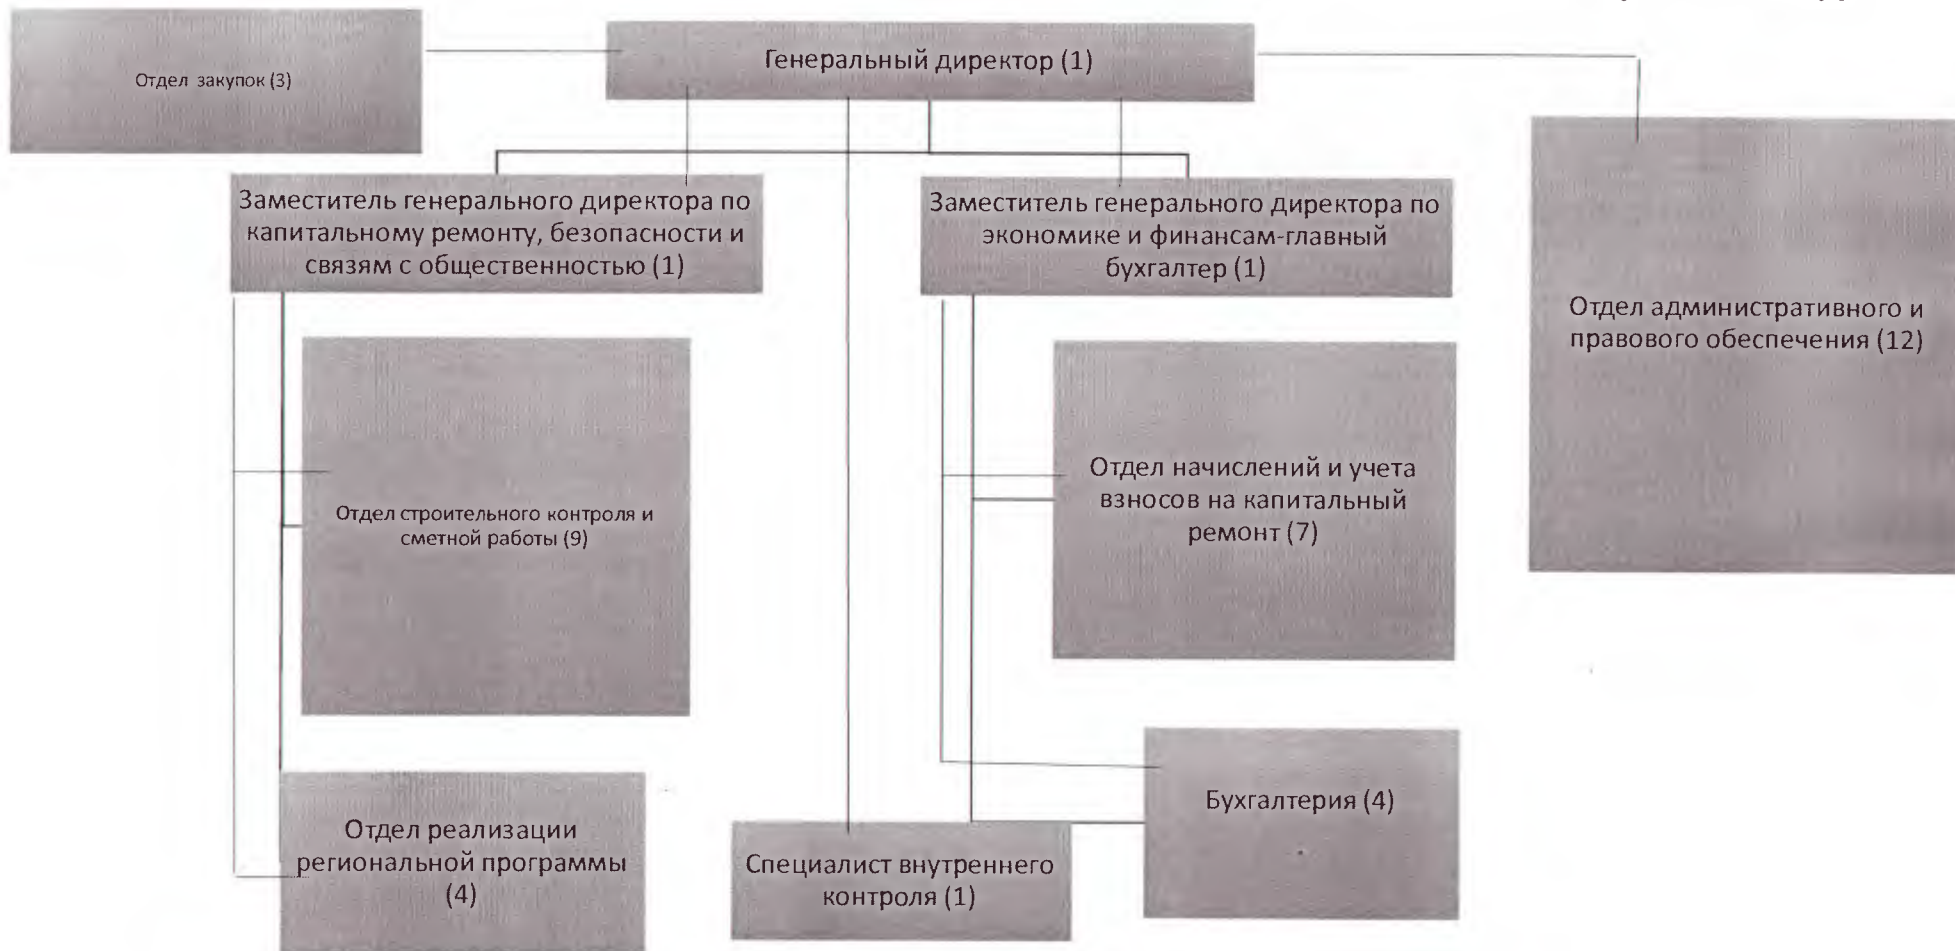 Отдел закупок (3)
Генеральный директор (1)
Заместитель генерального директора по
капитальному ремонту, безопасности и
связям с общественностью (1)
Заместитель генерального директора по
экономике и финансам-главный
бухгалтер (1)
Отдел административного и
правового обеспечения (12)
Отдел строительного контроля и
сметной работы (9)
Отдел начислений и учета
взносов на капитальный
ремонт (7)
Отдел реализации
региональной программы
(4)
Специалист внутреннего
контроля (1)
Бухгалтерия (4)